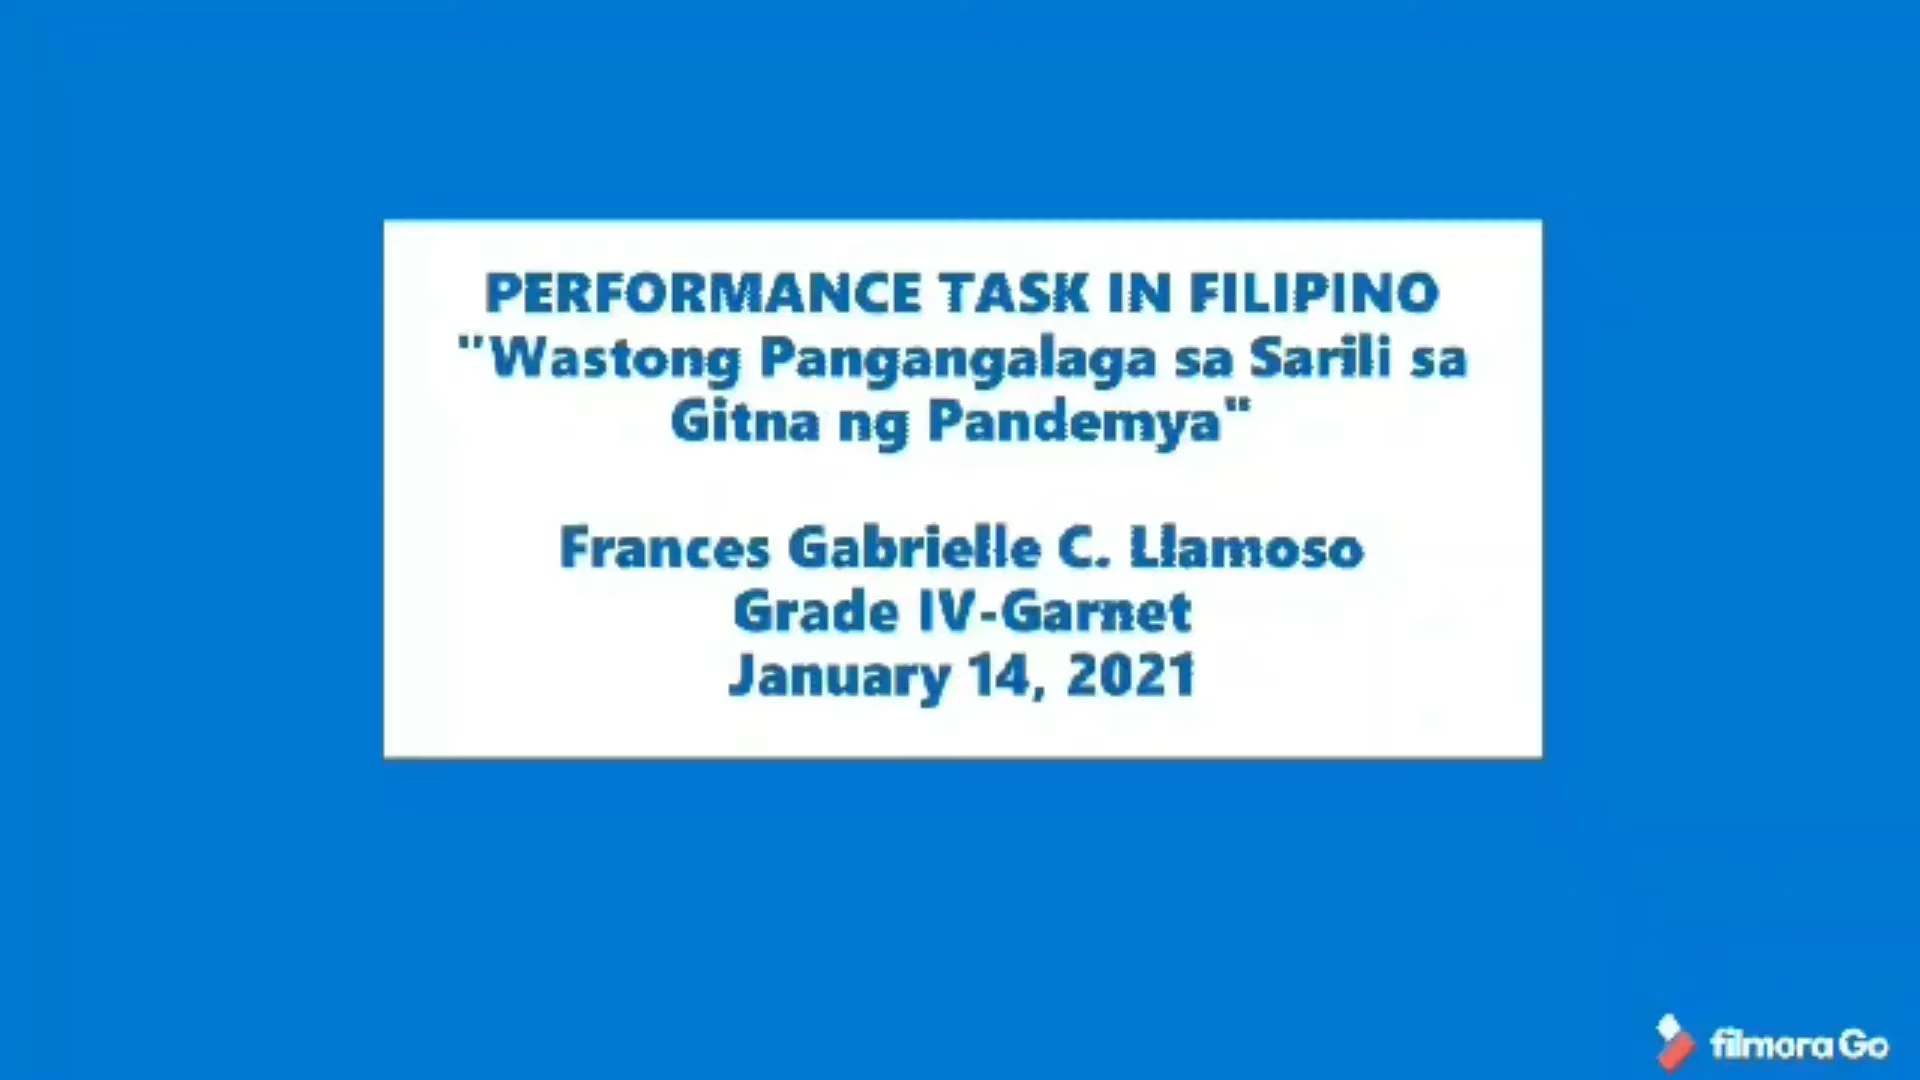 PERFORMANCE TASK IN FILIPINO
"Wastong Pangangalaga sa Sarili sa
Gitna ng Pandemya"
Frances Gabrielle C. Llamoso
Grade IV-Garnet
January 14, 2021
filmora Go